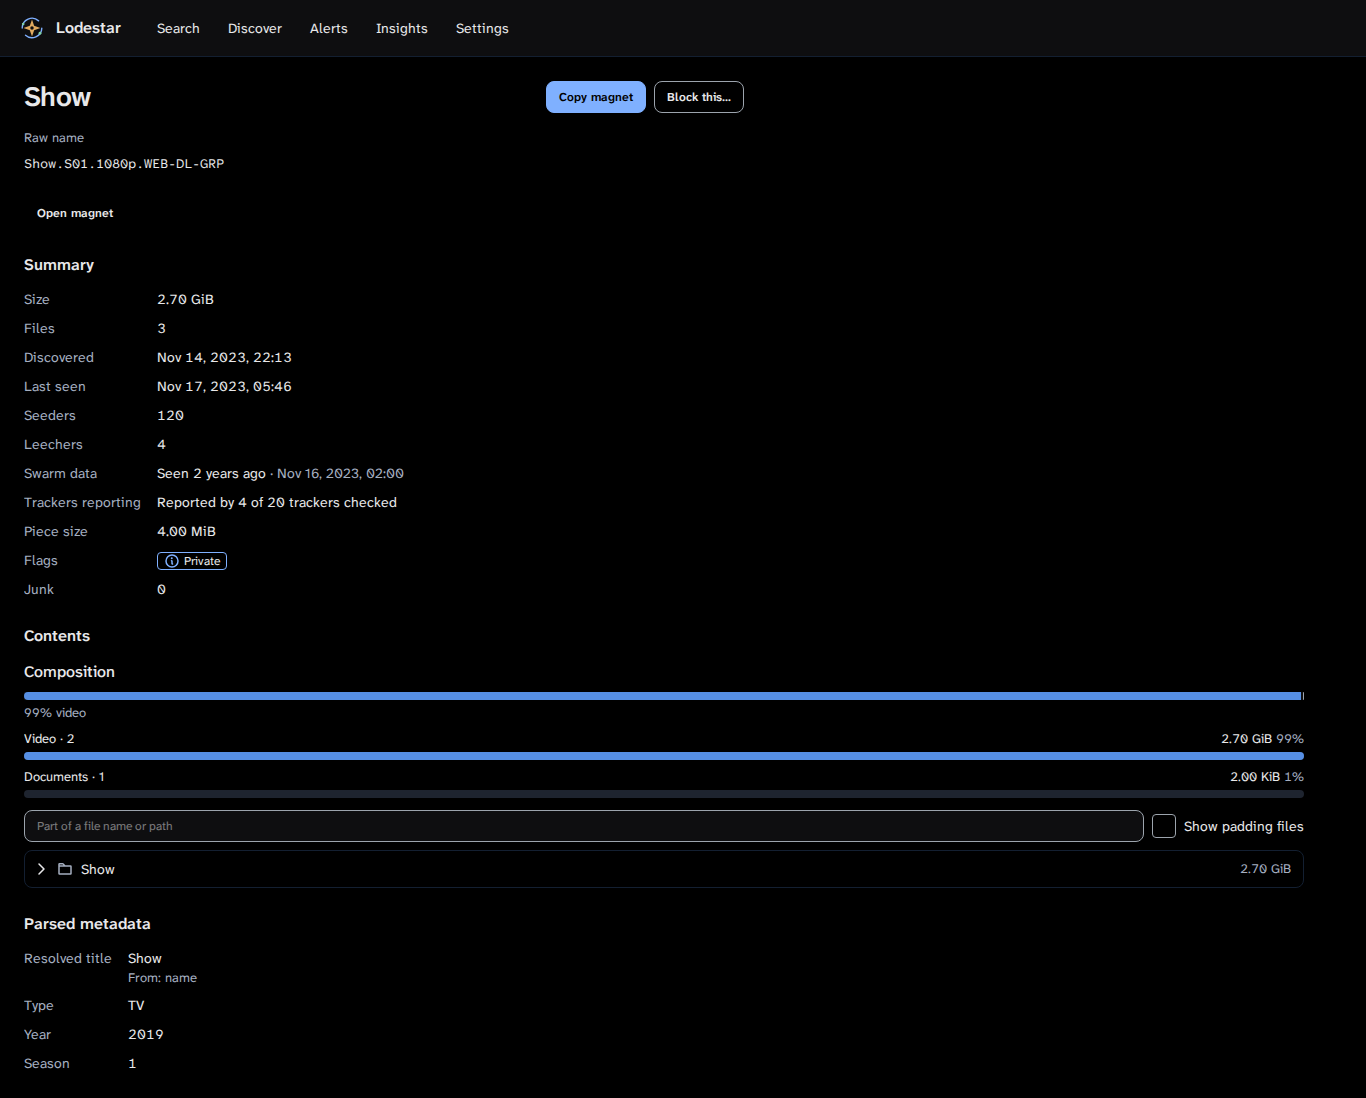 Lodestar Search Discover Alerts Insights Settings
Show Copy magnet Block this...
Raw name
Show.S01.1080p.WEB-DL-GRP
Open magnet
Summary
Size 2.70 GiB
Files 3
Discovered Nov 14, 2023, 22:13
Last seen Nov 17, 2023, 05:46
Seeders 120
Leechers 4
Swarm data Seen 2 years ago · Nov 16, 2023, 02:00
Trackers reporting Reported by 4 of 20 trackers checked
Piece size 4.00 MiB
Flags Private
Junk 0
Contents
Composition
99% video
Video · 2 2.70 GiB 99%
Documents · 1 2.00 KiB 1%
Part of a file name or path Show padding files
Show 2.70 GiB
Parsed metadata
Resolved title Show
From: name
Type TV
Year 2019
Season 1